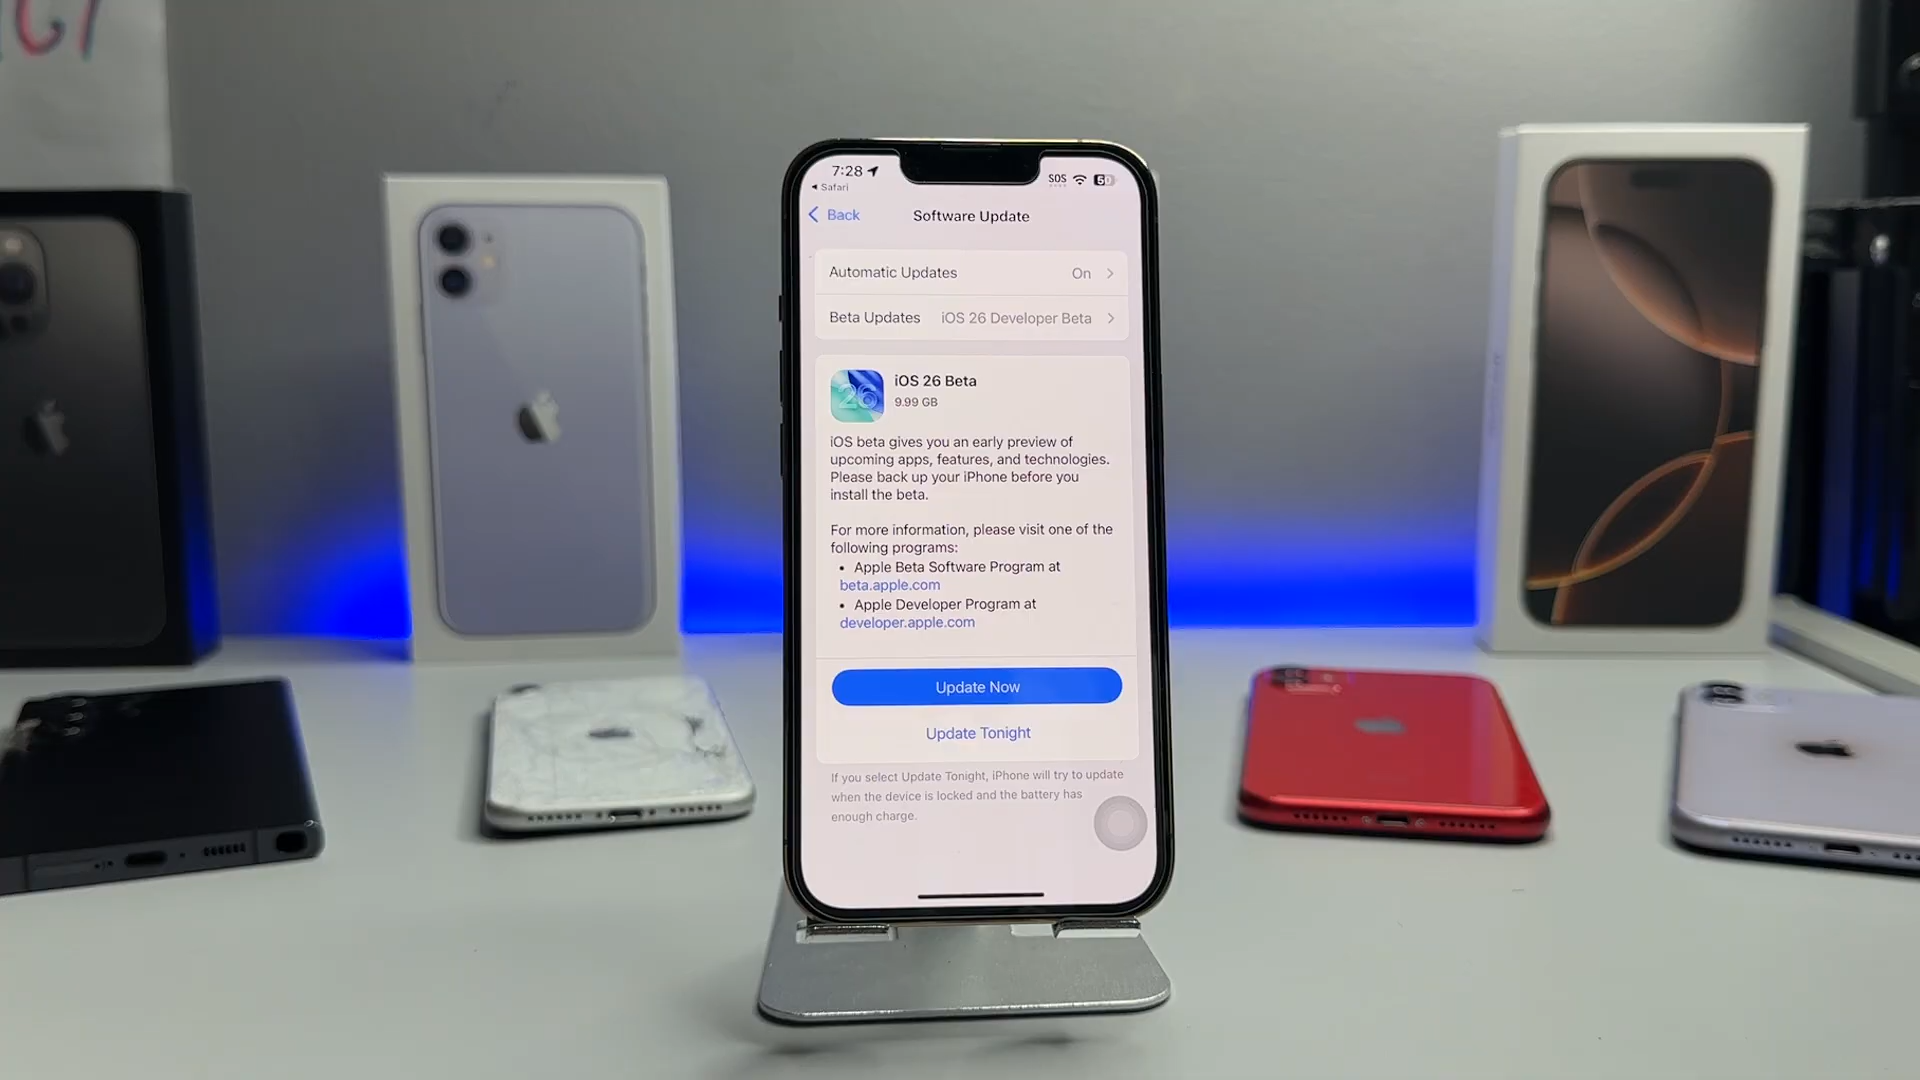 7:28
SOS
50
Safari
Back
Software Update
Automatic Updates On
Beta Updates iOS 26 Developer Beta
26
iOS 26 Beta
9.99 GB
iOS beta gives you an early preview of
upcoming apps, features, and technologies.
Please back up your iPhone before you
install the beta.
For more information, please visit one of the
following programs:
• Apple Beta Software Program at
beta.apple.com
• Apple Developer Program at
developer.apple.com
Update Now
Update Tonight
If you select Update Tonight, iPhone will try to update
when the device is locked and the battery has
enough charge.